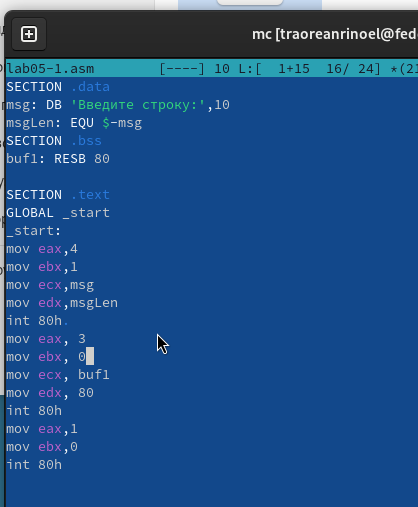 mc [traoreanrinoel@fed
lab05-1.asm [----] 10 L:[ 1+15 16/ 24] *(21
SECTION .data
msg: DB 'Введите строку:',10
msgLen: EQU $-msg
SECTION .bss
buf1: RESB 80
SECTION .text
GLOBAL _start
_start:
mov eax,4
mov ebx,1
mov ecx,msg
mov edx,msgLen
int 80h
mov eax, 3
mov ebx, 0
mov ecx, buf1
mov edx, 80
int 80h
mov eax,1
mov ebx,0
int 80h